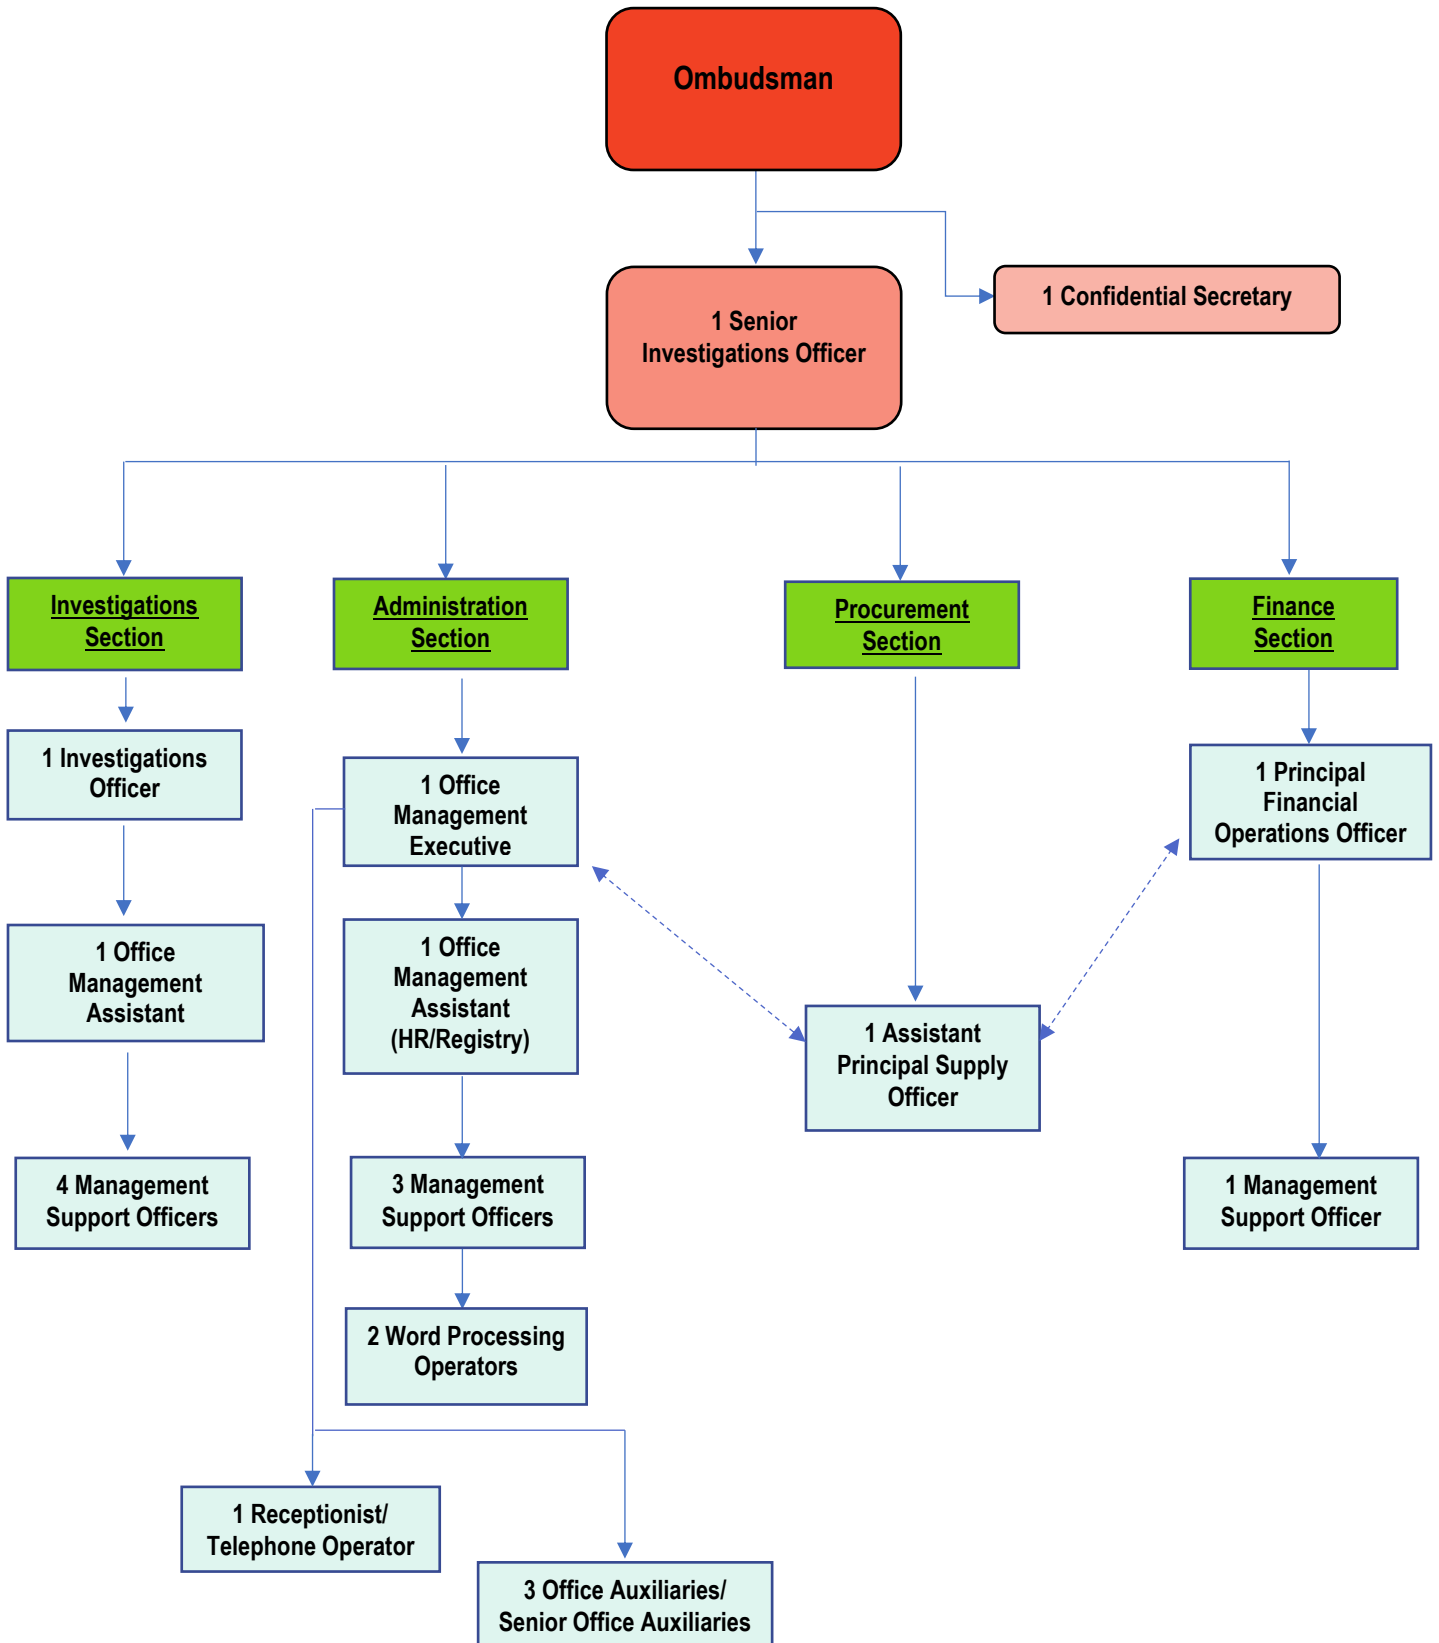 Ombudsman
1 Senior
Investigations Officer
1 Confidential Secretary
Investigations
Section
Administration
Section
Procurement
Section
Finance
Section
1 Investigations
Officer
1 Office
Management
Executive
1 Principal
Financial
Operations Officer
1 Office
Management
Assistant
1 Office
Management
Assistant
(HR/Registry)
1 Assistant
Principal Supply
Officer
4 Management
Support Officers
3 Management
Support Officers
1 Management
Support Officer
2 Word Processing
Operators
1 Receptionist/
Telephone Operator
3 Office Auxiliaries/
Senior Office Auxiliaries